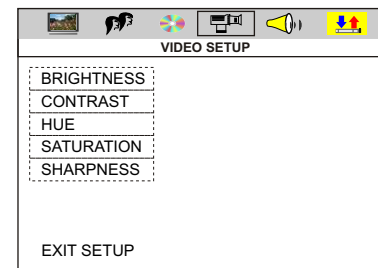 VIDEO SETUP
BRIGHTNESS
CONTRAST
HUE
SATURATION
SHARPNESS
EXIT SETUP